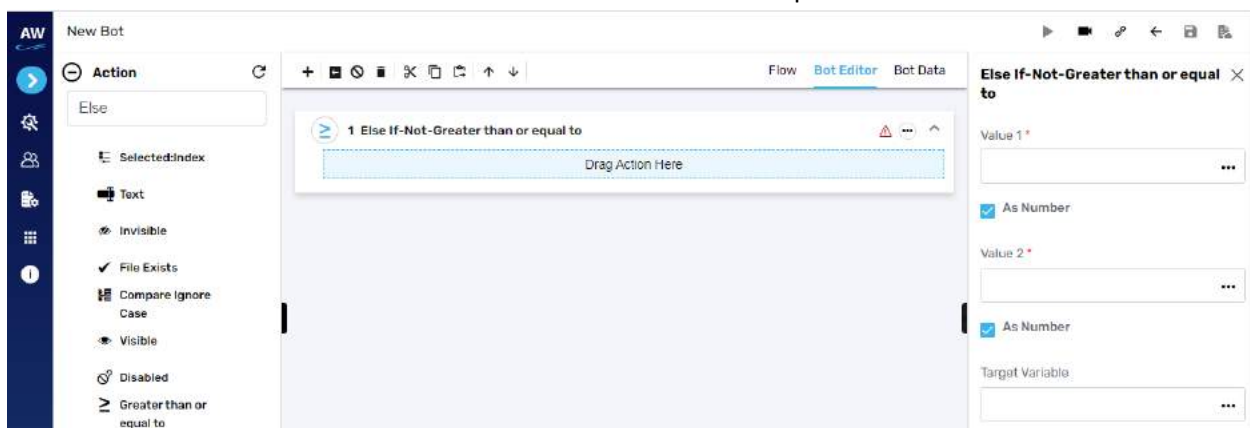 AW
New Bot
Action
Else
Selected:Index
Text
Invisible
File Exists
Compare Ignore
Case
Visible
Disabled
Greater than or
equal to
Flow Bot Editor Bot Data
1 Else If-Not-Greater than or equal to
Drag Action Here
Else If-Not-Greater than or equal
to
Value 1 *
As Number
Value 2 *
As Number
Target Variable